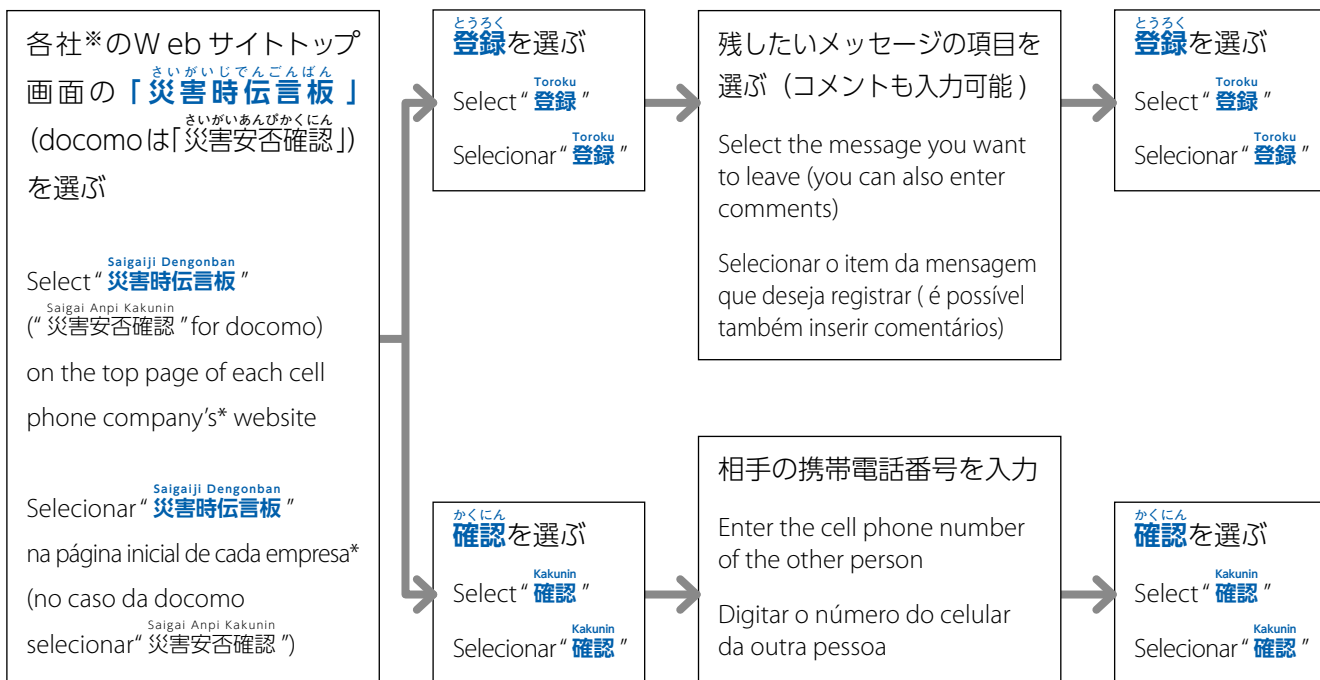 各社※のWebサイトトップ
さいがいじでんごんばん
画面の「災害時伝言板」
さいがいあんぴかくにん
(docomoは「災害安否確認」)
を選ぶ
Saigaiji Dengonban
Select “災害時伝言板”
Saigai Anpi Kakunin
(“災害安否確認” for docomo)
on the top page of each cell
phone company's* website
Saigaiji Dengonban
Selecionar “災害時伝言板”
na página inicial de cada empresa*
(no caso da docomo
Saigai Anpi Kakunin
selecionar“災害安否確認”)
とうろく
登録を選ぶ
Toroku
Select “登録”
Toroku
Selecionar “登録”
残したいメッセージの項目を
選ぶ(コメントも入力可能)
Select the message you want
to leave (you can also enter
comments)
Selecionar o item da mensagem
que deseja registrar ( é possível
também inserir comentários)
とうろく
登録を選ぶ
Toroku
Select “登録”
Toroku
Selecionar “登録”
かくにん
確認を選ぶ
Kakunin
Select “確認”
Kakunin
Selecionar “確認”
相手の携帯電話番号を入力
Enter the cell phone number
of the other person
Digitar o número do celular
da outra pessoa
かくにん
確認を選ぶ
Kakunin
Select “確認”
Kakunin
Selecionar “確認”